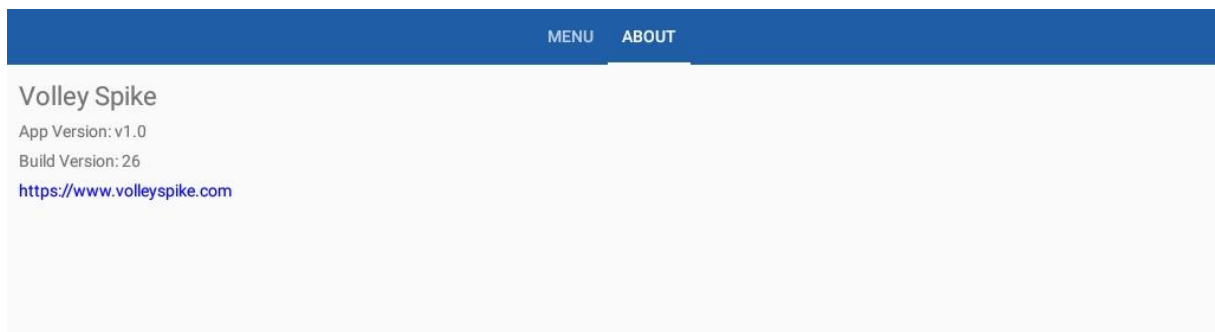 MENU ABOUT
Volley Spike
App Version: v1.0
Build Version: 26
https://www.volleyspike.com